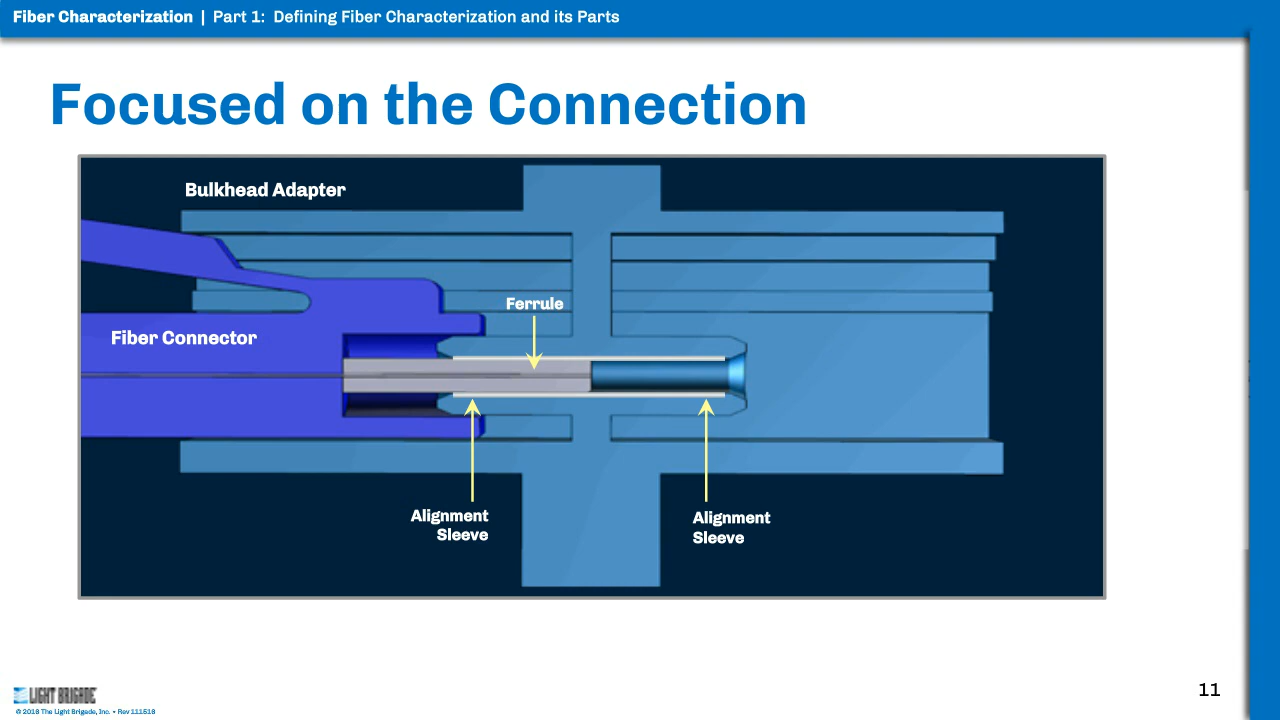 Fiber Characterization | Part 1: Defining Fiber Characterization and its Parts
Focused on the Connection
Bulkhead Adapter
Ferrule
Fiber Connector
Alignment
Sleeve
Alignment
Sleeve
LIGHT BRIGADE
© 2018 The Light Brigade, Inc. • Rev 111518
11